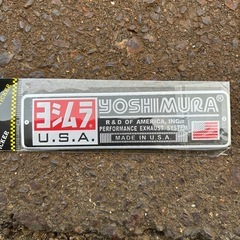 ヨシムラ
U.S.A.
YOSHIMURA®
R & D OF AMERICA, INC.
PERFORMANCE EXHAUST SYSTEM
MADE IN U.S.A.